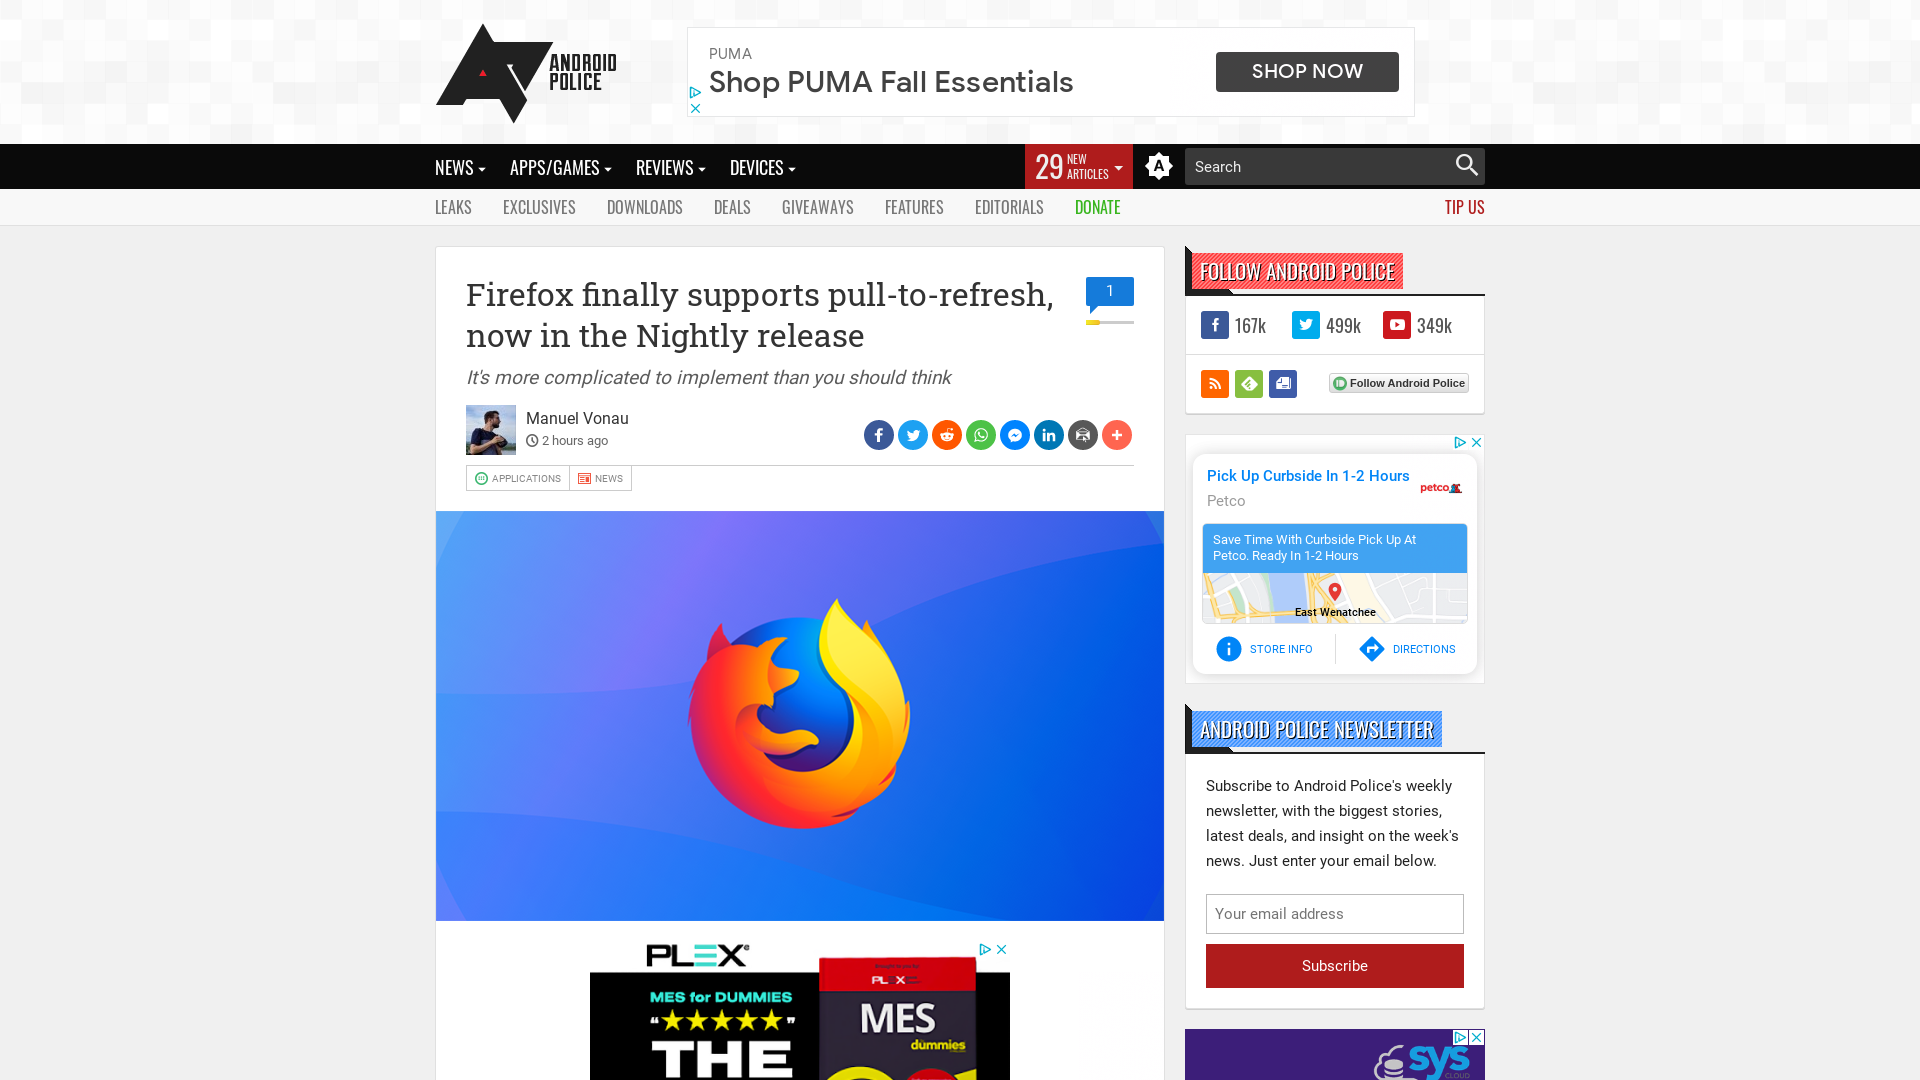 ANDROID
POLICE
PUMA
Shop PUMA Fall Essentials
SHOP NOW
NEWS
APPS/GAMES
REVIEWS
DEVICES
29
NEW
ARTICLES
A
Search
LEAKS
EXCLUSIVES
DOWNLOADS
DEALS
GIVEAWAYS
FEATURES
EDITORIALS
DONATE
TIP US
Firefox finally supports pull-to-refresh,
now in the Nightly release
1
It's more complicated to implement than you should think
Manuel Vonau
2 hours ago
APPLICATIONS
NEWS
PLEX
MES for DUMMIES
“★★★★★”
THE
PLEX
MES
dummies
FOLLOW ANDROID POLICE
167k
499k
349k
Follow Android Police
Pick Up Curbside In 1-2 Hours
Petco
petco
Save Time With Curbside Pick Up At
Petco. Ready In 1-2 Hours
East Wenatchee
STORE INFO
DIRECTIONS
ANDROID POLICE NEWSLETTER
Subscribe to Android Police's weekly
newsletter, with the biggest stories,
latest deals, and insight on the week's
news. Just enter your email below.
Your email address
Subscribe
sys
CLOUD